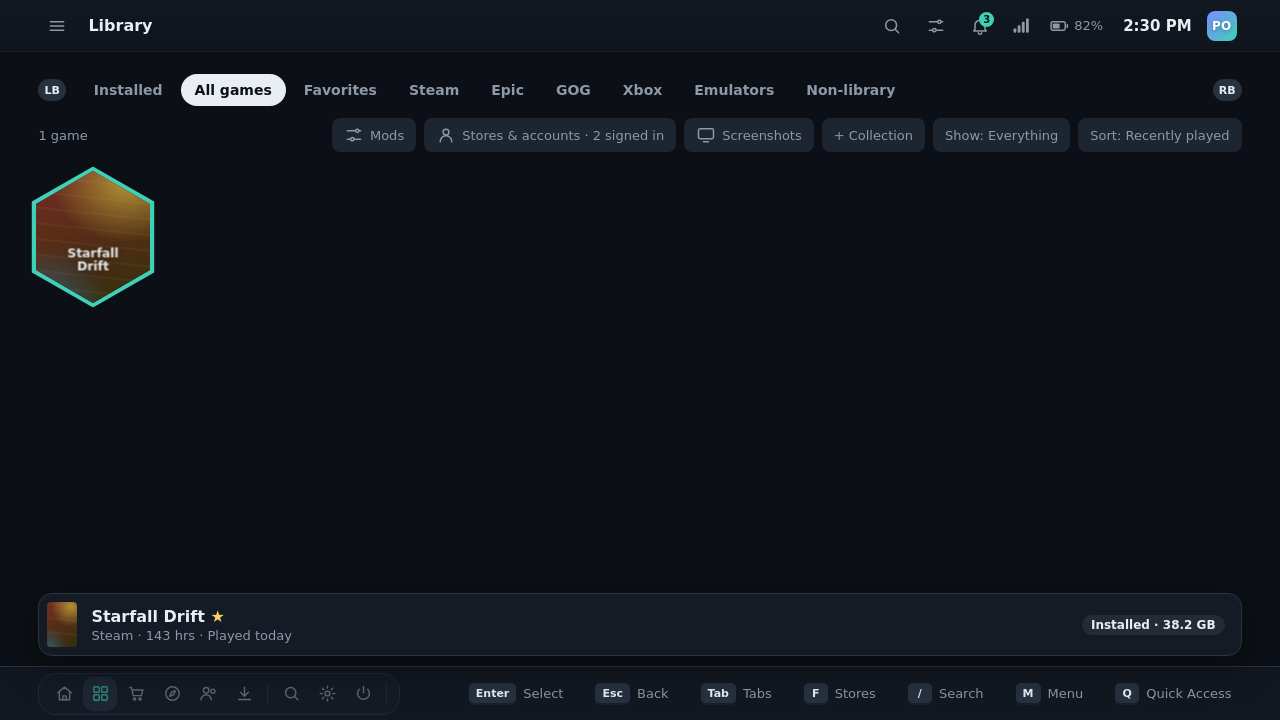 Library
3
82%
2:30 PM
PO
LB
Installed
All games
Favorites
Steam
Epic
GOG
Xbox
Emulators
Non-library
RB
1 game
Mods
Stores & accounts · 2 signed in
Screenshots
+ Collection
Show: Everything
Sort: Recently played
Starfall
Drift
Starfall Drift ★
Steam · 143 hrs · Played today
Installed · 38.2 GB
Enter Select
Esc Back
Tab Tabs
F Stores
/ Search
M Menu
Q Quick Access